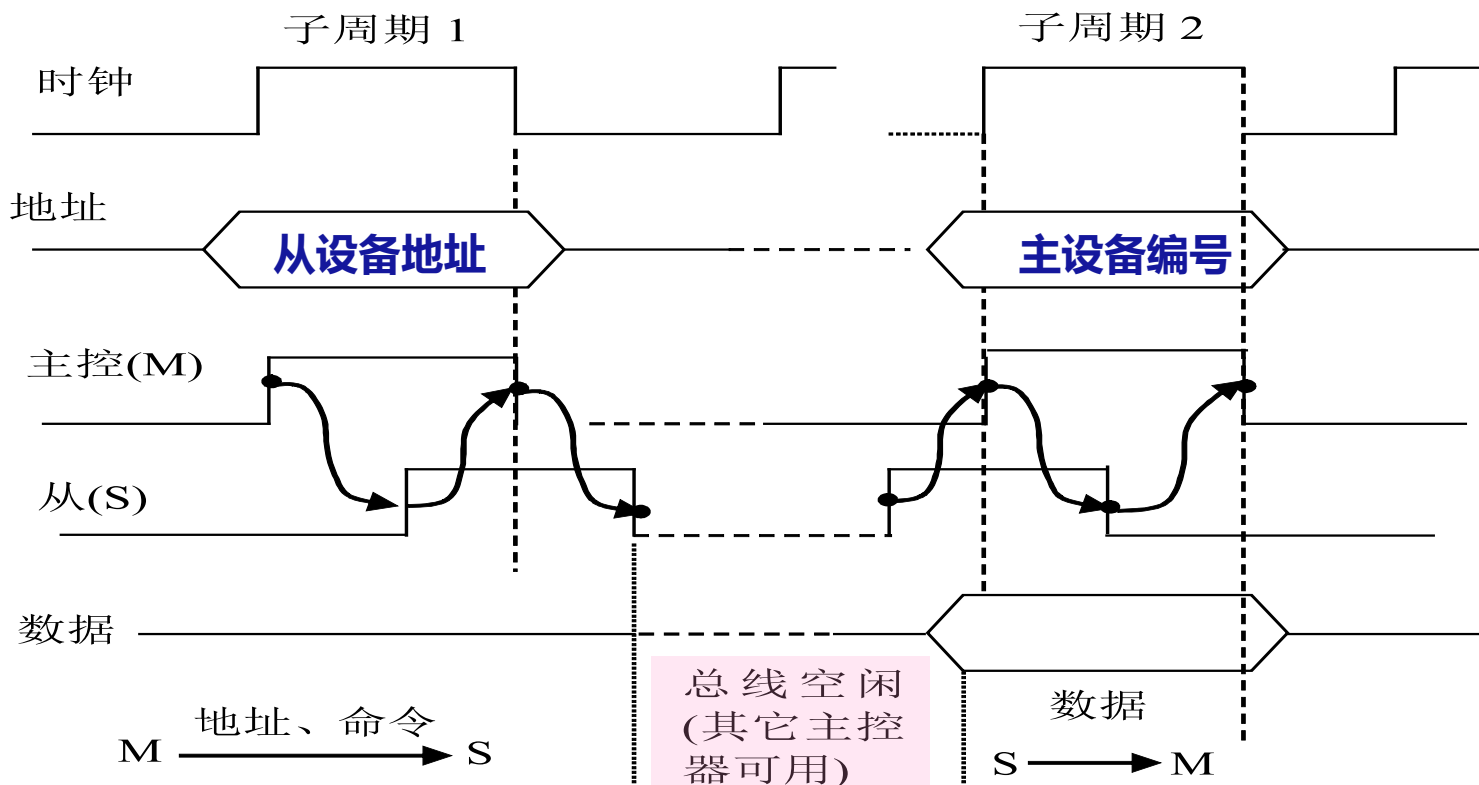 子周期 1
子周期 2
时钟
地址
从设备地址
主设备编号
主控(M)
从(S)
数据
总线空闲
(其它主控
器可用)
地址、命令
M
S
数据
S
M